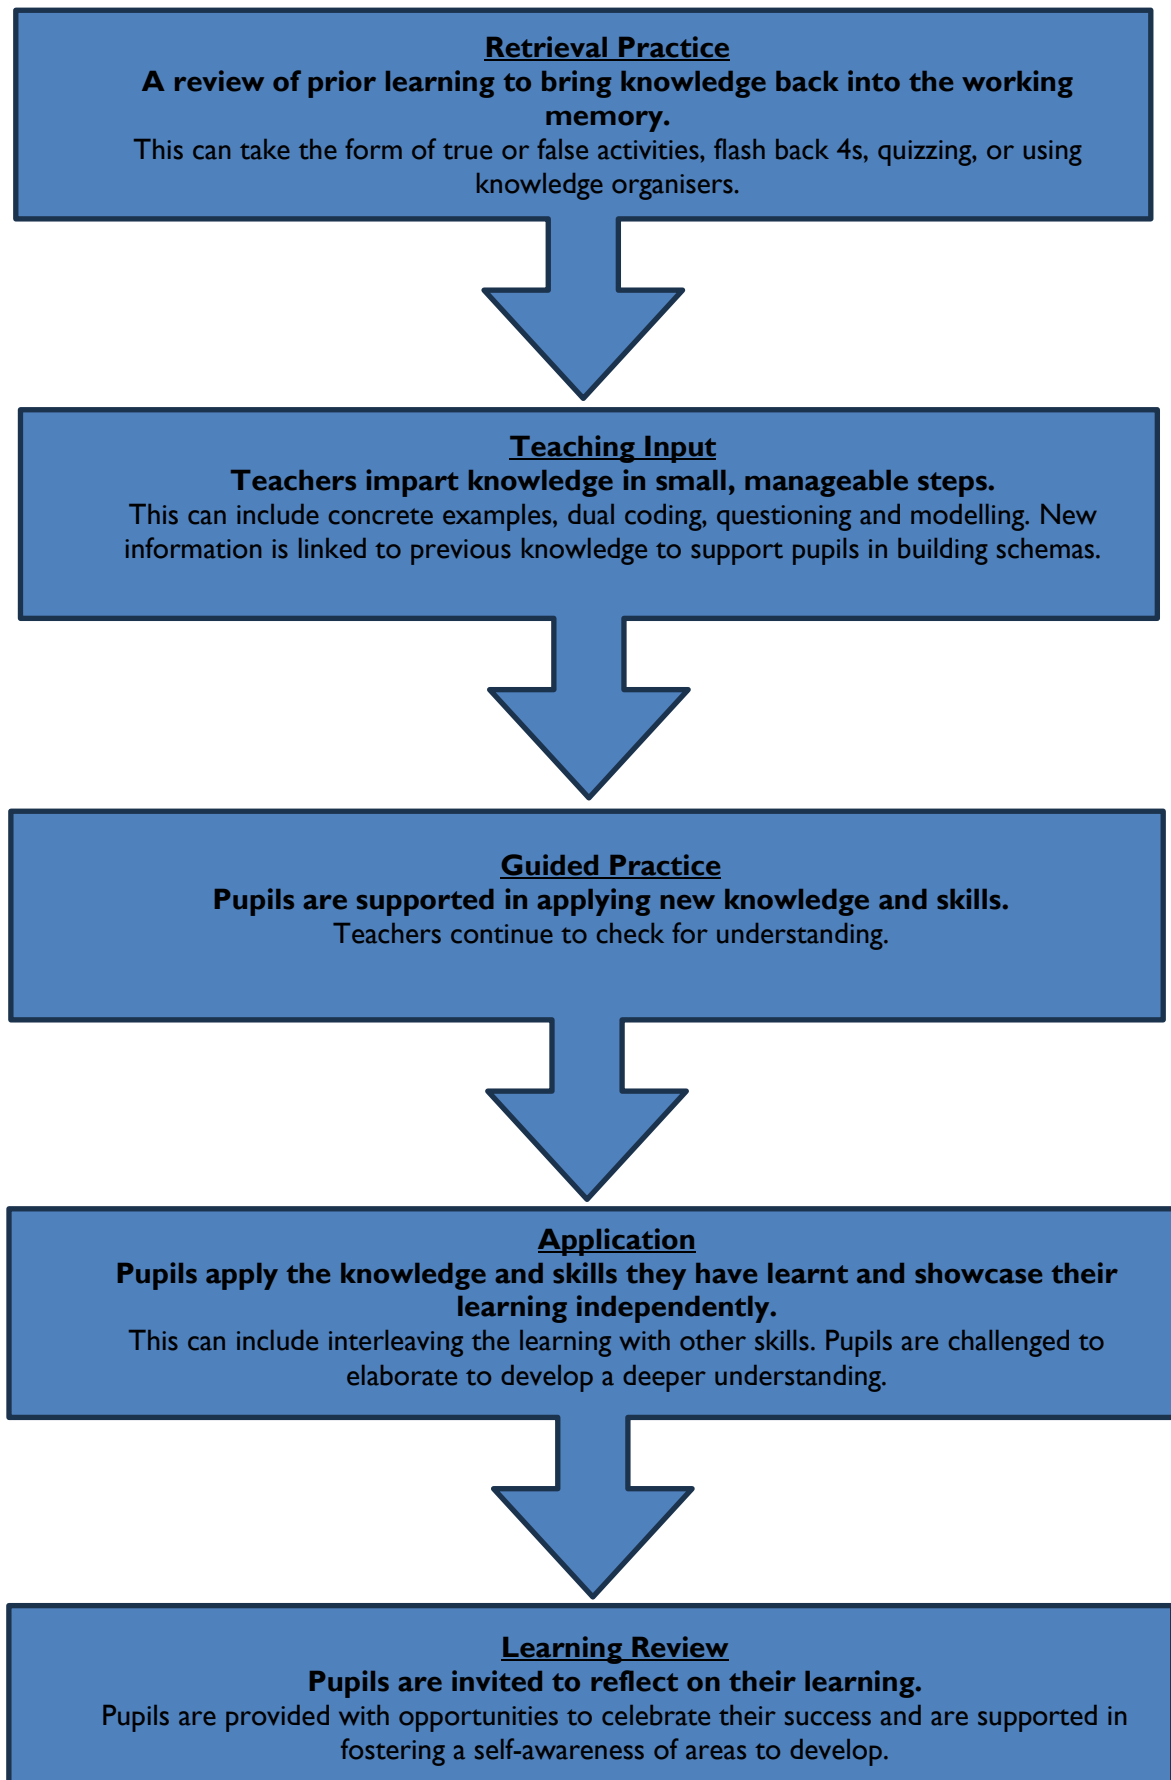 Retrieval Practice
A review of prior learning to bring knowledge back into the working
memory.
This can take the form of true or false activities, flash back 4s, quizzing, or using
knowledge organisers.
Teaching Input
Teachers impart knowledge in small, manageable steps.
This can include concrete examples, dual coding, questioning and modelling. New
information is linked to previous knowledge to support pupils in building schemas.
Guided Practice
Pupils are supported in applying new knowledge and skills.
Teachers continue to check for understanding.
Application
Pupils apply the knowledge and skills they have learnt and showcase their
learning independently.
This can include interleaving the learning with other skills. Pupils are challenged to
elaborate to develop a deeper understanding.
Learning Review
Pupils are invited to reflect on their learning.
Pupils are provided with opportunities to celebrate their success and are supported in
fostering a self-awareness of areas to develop.